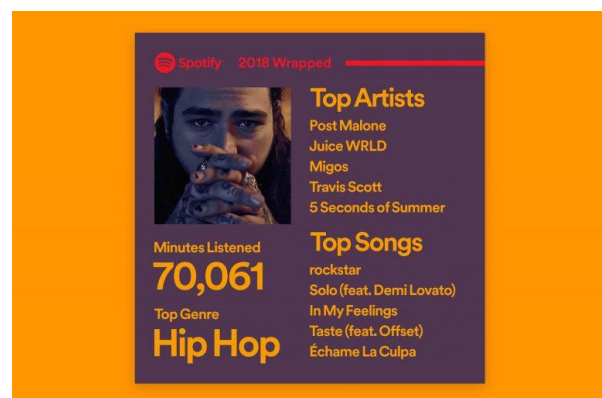 Spotify 2018 Wrapped
Top Artists
Post Malone
Juice WRLD
Migos
Travis Scott
5 Seconds of Summer
Minutes Listened
70,061
Top Genre
Hip Hop
Top Songs
rockstar
Solo (feat. Demi Lovato)
In My Feelings
Taste (feat. Offset)
Échame La Culpa